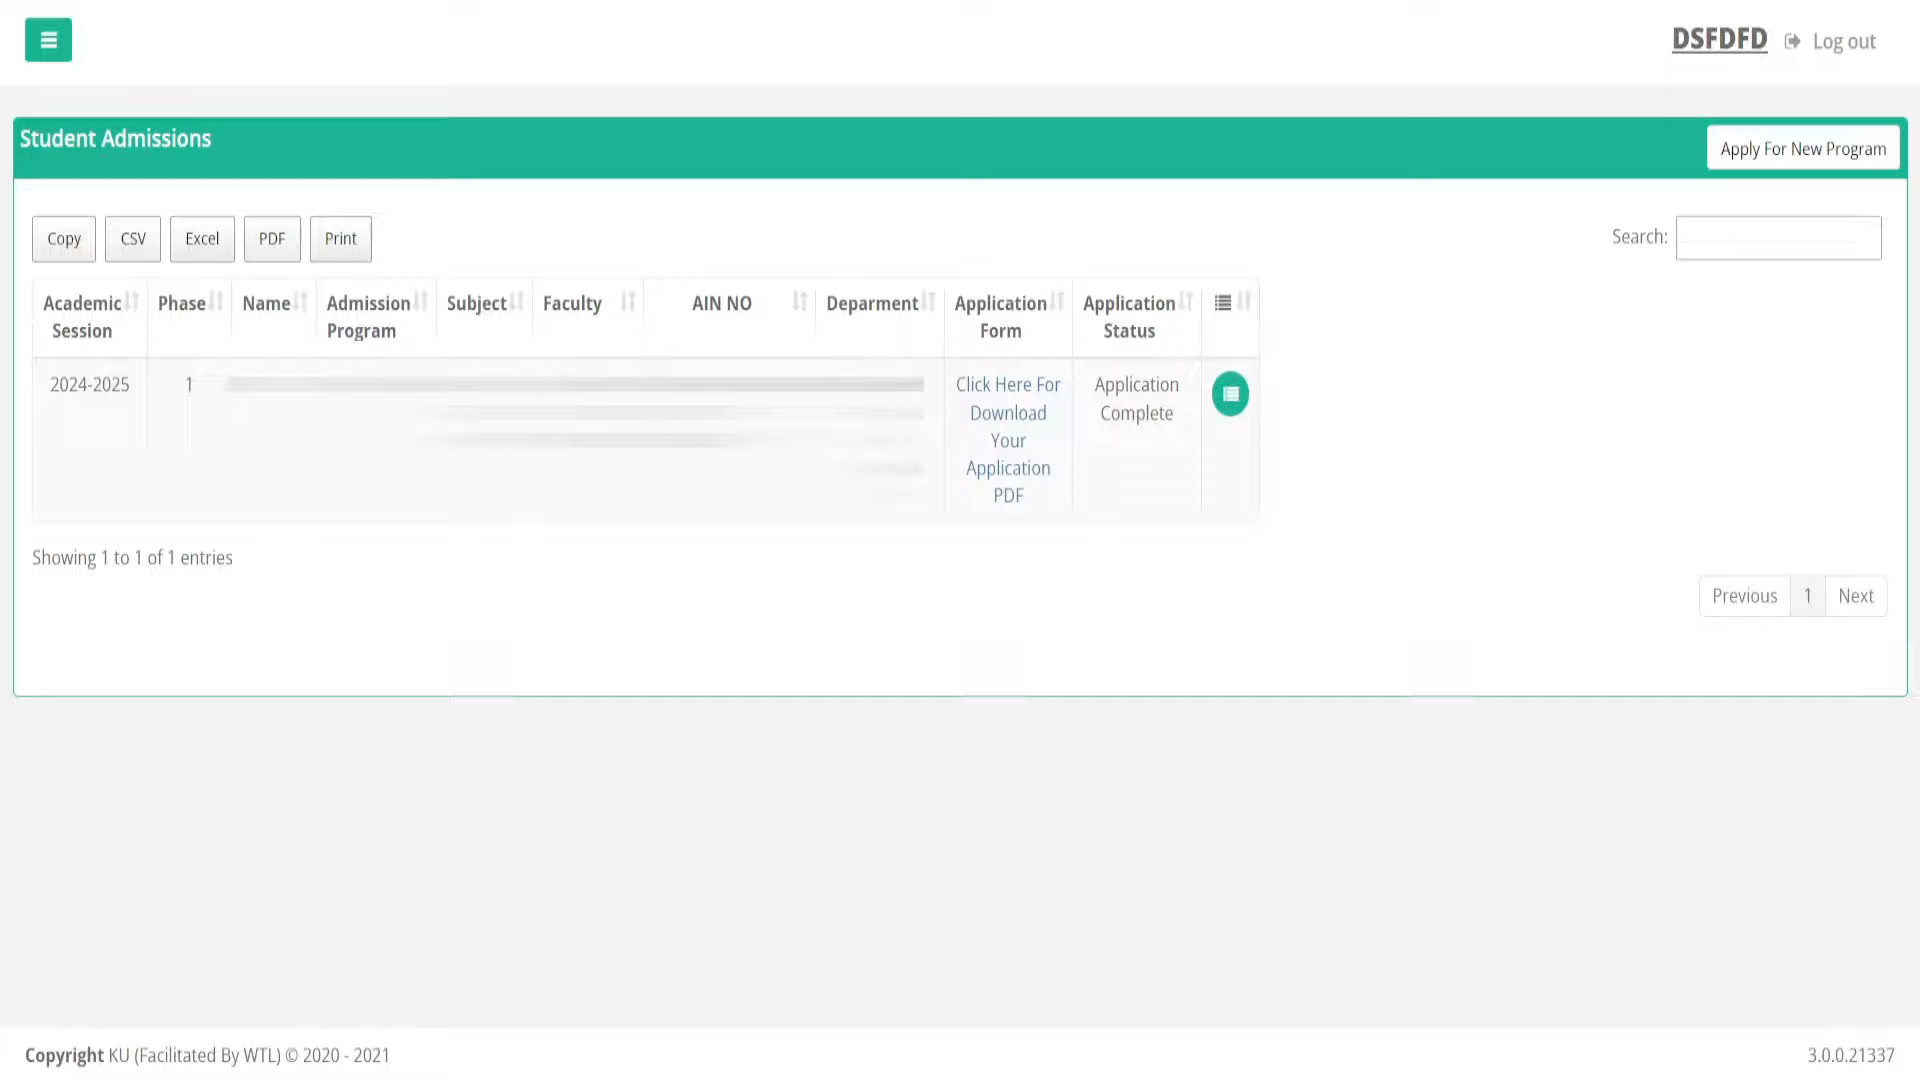 DSFDFD Log out
Student Admissions
Apply For New Program
Copy CSV Excel PDF Print
Search:
Academic Session Phase Name Admission Program Subject Faculty AIN NO Deparment Application Form Application Status
2024-2025 1 Click Here For Download Your Application PDF Application Complete
Showing 1 to 1 of 1 entries
Previous 1 Next
Copyright KU (Facilitated By WTL) © 2020 - 2021
3.0.0.21337